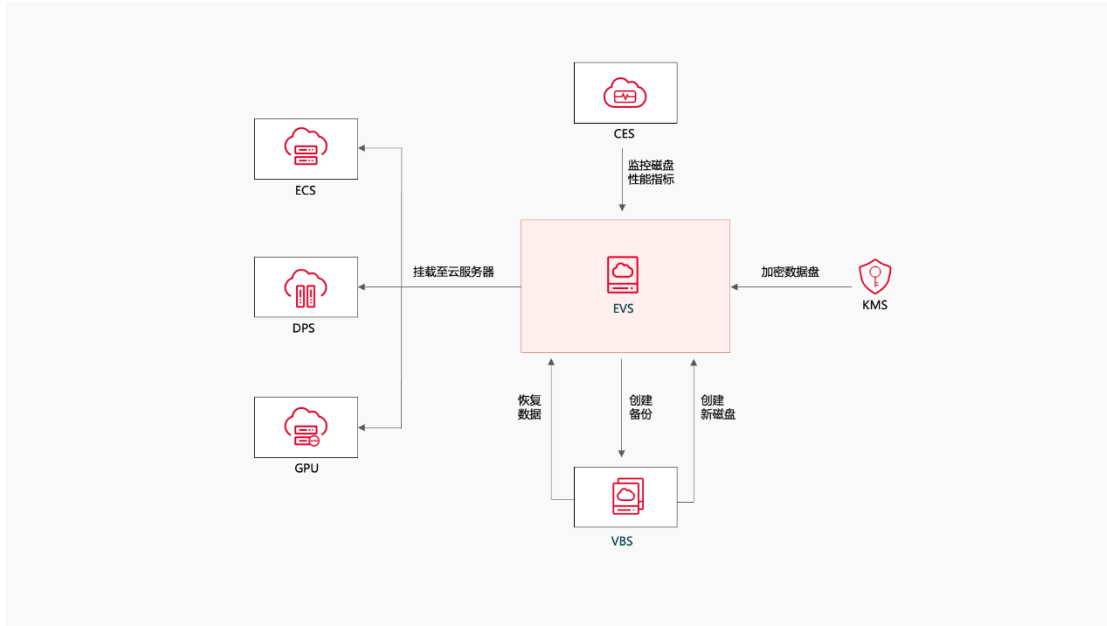 CES
监控磁盘
性能指标
ECS
挂载至云服务器
加密数据盘
EVS
KMS
DPS
恢复
数据
创建
备份
创建
新磁盘
GPU
VBS